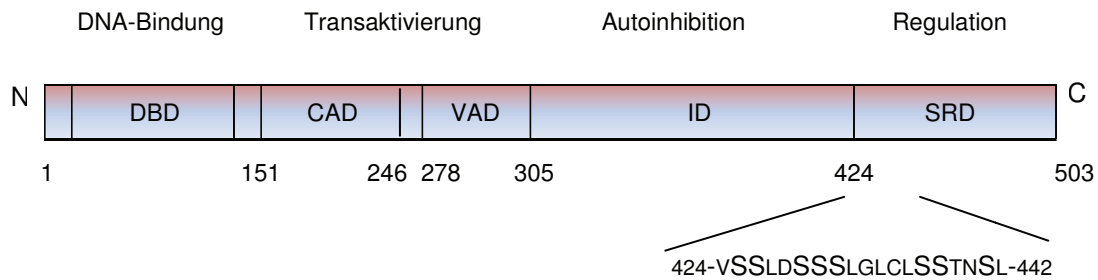 DNA-Bindung Transaktivierung Autoinhibition Regulation
N DBD CAD VAD ID SRD C
1 151 246 278 305 424 503
424-VSSLDSSSLGLCLSSTNSL-442